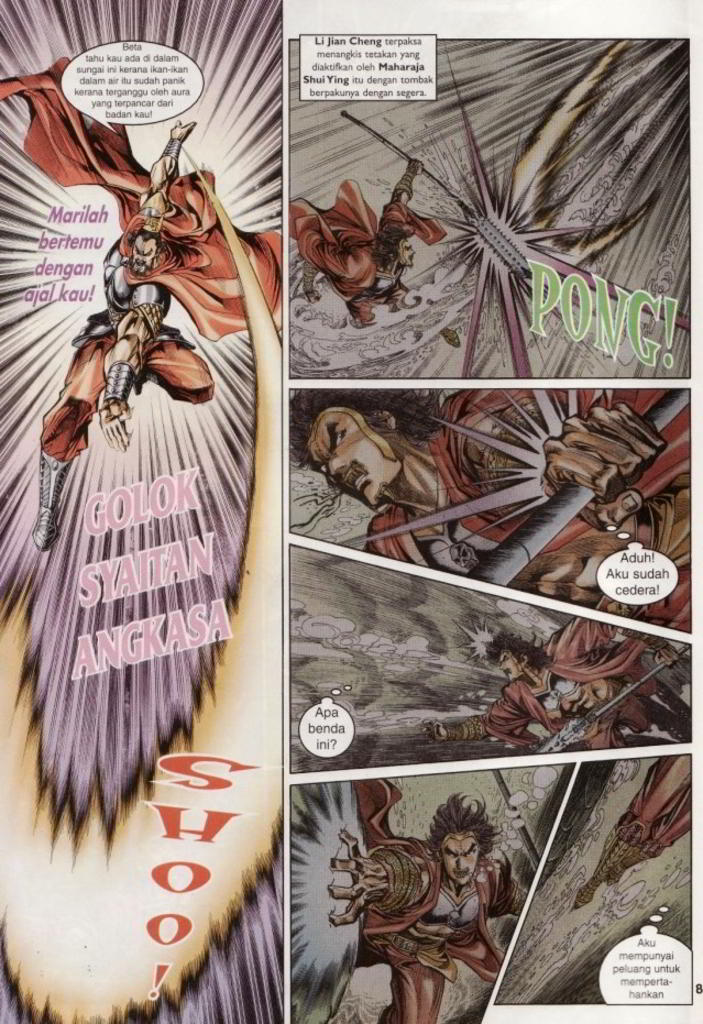 Beta
tahu kau ada di dalam
sungai ini kerana ikan-ikan
dalam air itu sudah panik
kerana terganggu oleh aura
yang terpancar dari
badan kau!
Marilah
bertemu
dengan
ajal kau!
GOLOK
SYAITAN
ANGKASA
SHOO!
Li Jian Cheng terpaksa
menangkis tetakan yang
diaktifkan oleh Maharaja
Shui Ying itu dengan tombak
berpakunya dengan segera.
PONG!
Aduh!
Aku sudah
cedera!
Apa
benda
ini?
Aku
mempunyai
peluang untuk
memperta-
hankan
8